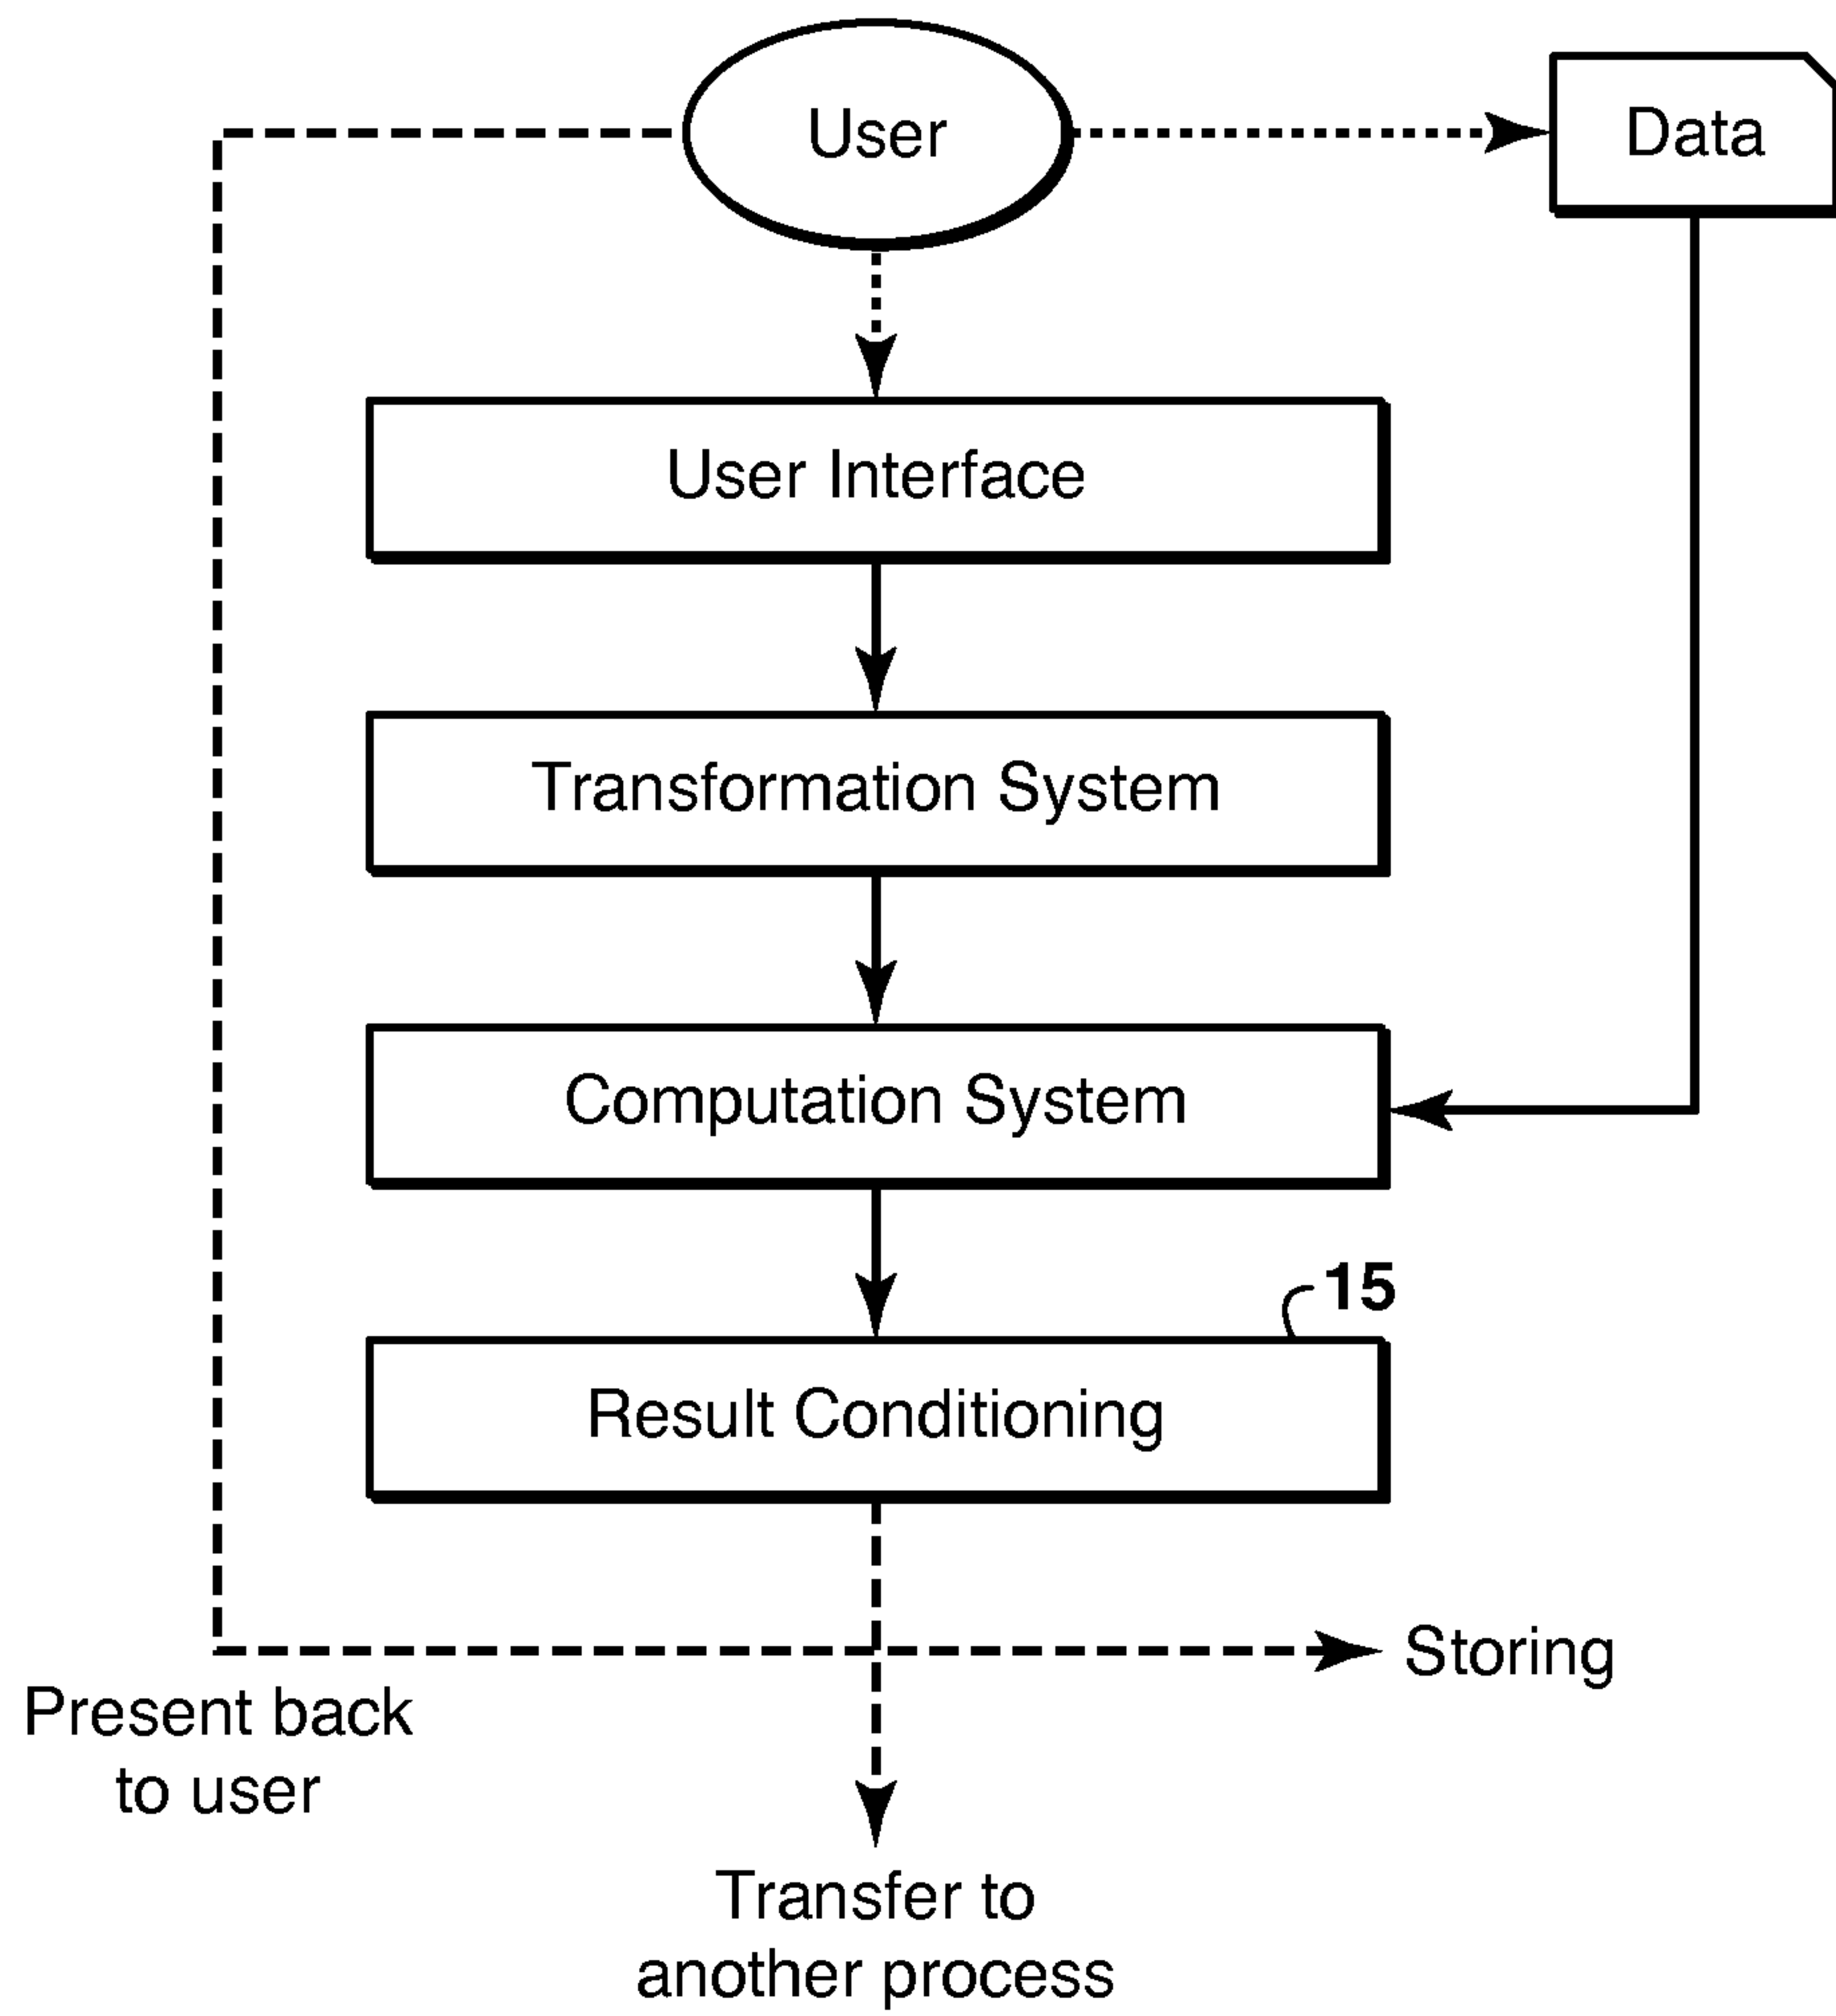 User
Data
User Interface
Transformation System
Computation System
15
Result Conditioning
Storing
Present back
to user
Transfer to
another process